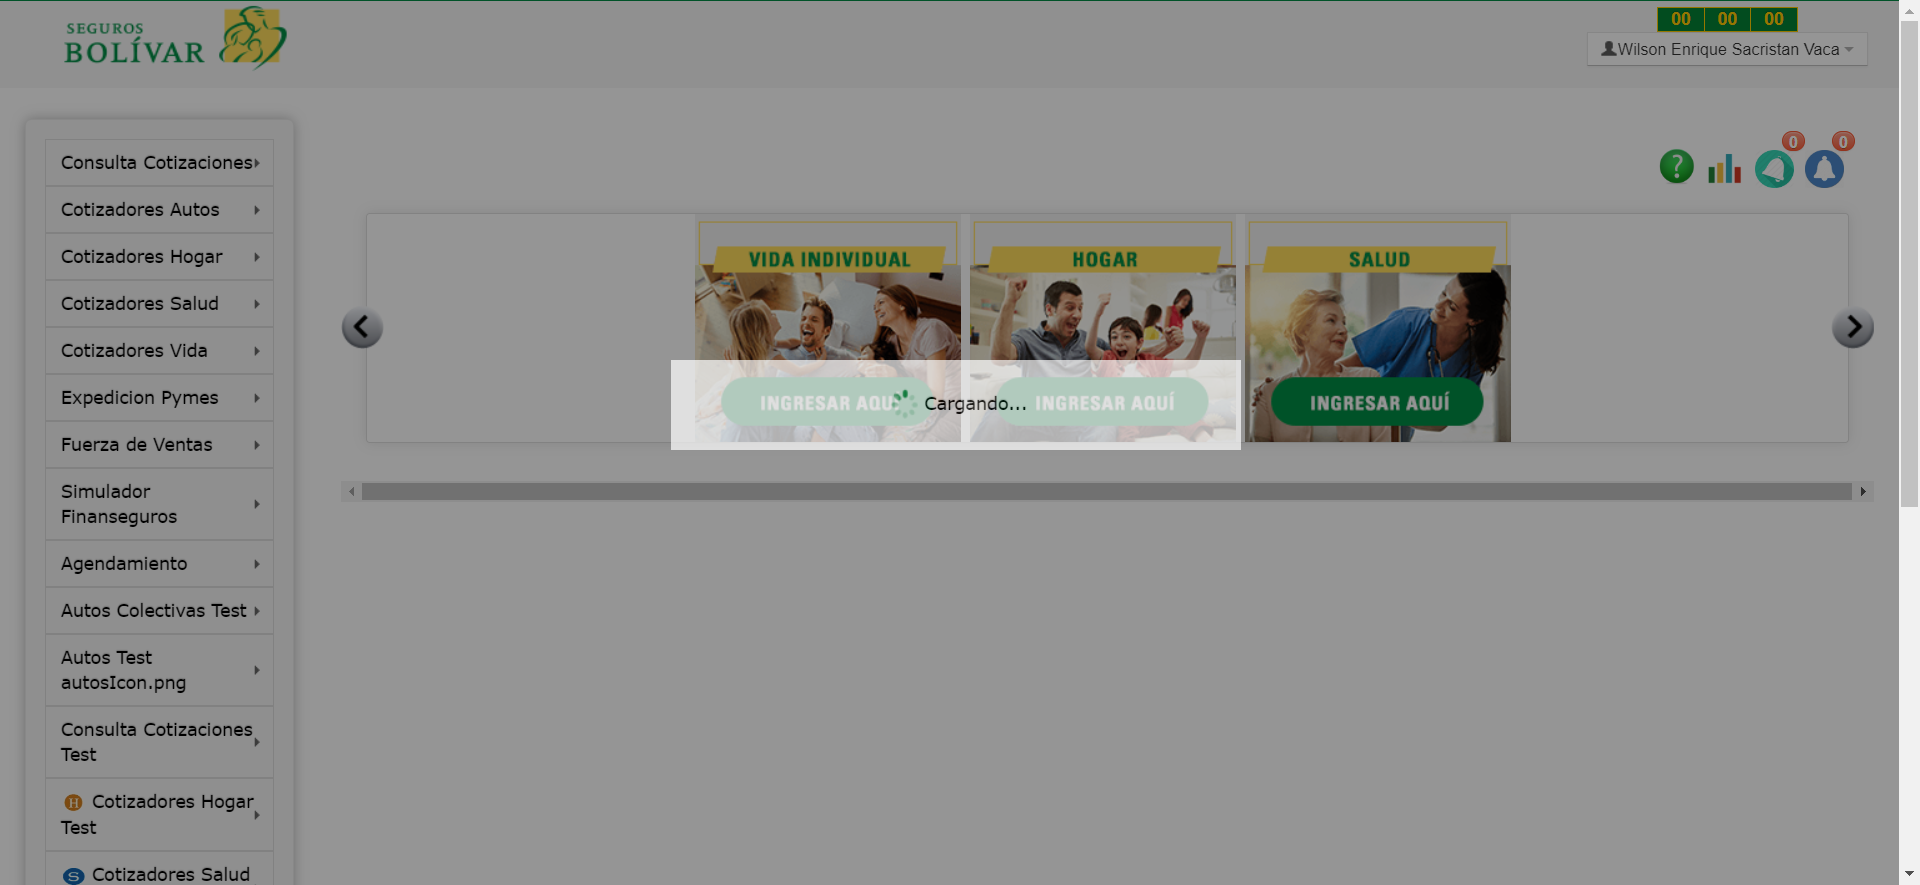 SEGUROS
BOLÍVAR
00 00 00
Wilson Enrique Sacristan Vaca
Consulta Cotizaciones
Cotizadores Autos
Cotizadores Hogar
Cotizadores Salud
Cotizadores Vida
Expedicion Pymes
Fuerza de Ventas
Simulador
Finanseguros
Agendamiento
Autos Colectivas Test
Autos Test
autosIcon.png
Consulta Cotizaciones
Test
H Cotizadores Hogar
Test
S Cotizadores Salud
?
0
0
VIDA INDIVIDUAL
INGRESAR AQUÍ
HOGAR
INGRESAR AQUÍ
SALUD
INGRESAR AQUÍ
Cargando...